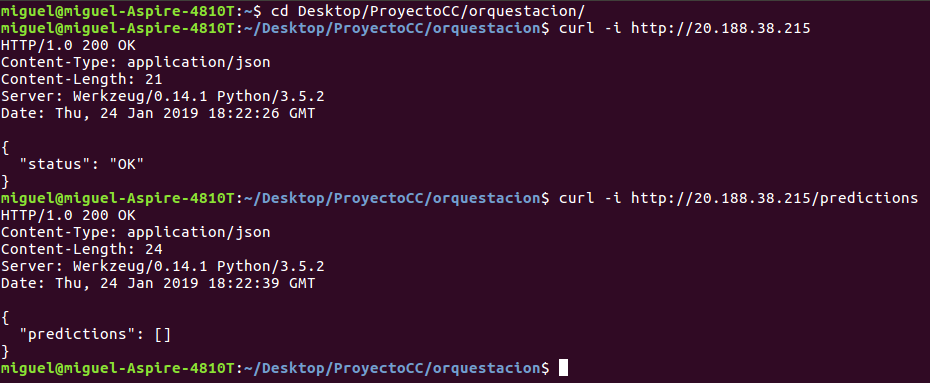 miguel@miguel-Aspire-4810T:~$ cd Desktop/ProyectoCC/orquestacion/
miguel@miguel-Aspire-4810T:~/Desktop/ProyectoCC/orquestacion$ curl -i http://20.188.38.215
HTTP/1.0 200 OK
Content-Type: application/json
Content-Length: 21
Server: Werkzeug/0.14.1 Python/3.5.2
Date: Thu, 24 Jan 2019 18:22:26 GMT

{
  "status": "OK"
}
miguel@miguel-Aspire-4810T:~/Desktop/ProyectoCC/orquestacion$ curl -i http://20.188.38.215/predictions
HTTP/1.0 200 OK
Content-Type: application/json
Content-Length: 24
Server: Werkzeug/0.14.1 Python/3.5.2
Date: Thu, 24 Jan 2019 18:22:39 GMT

{
  "predictions": []
}
miguel@miguel-Aspire-4810T:~/Desktop/ProyectoCC/orquestacion$